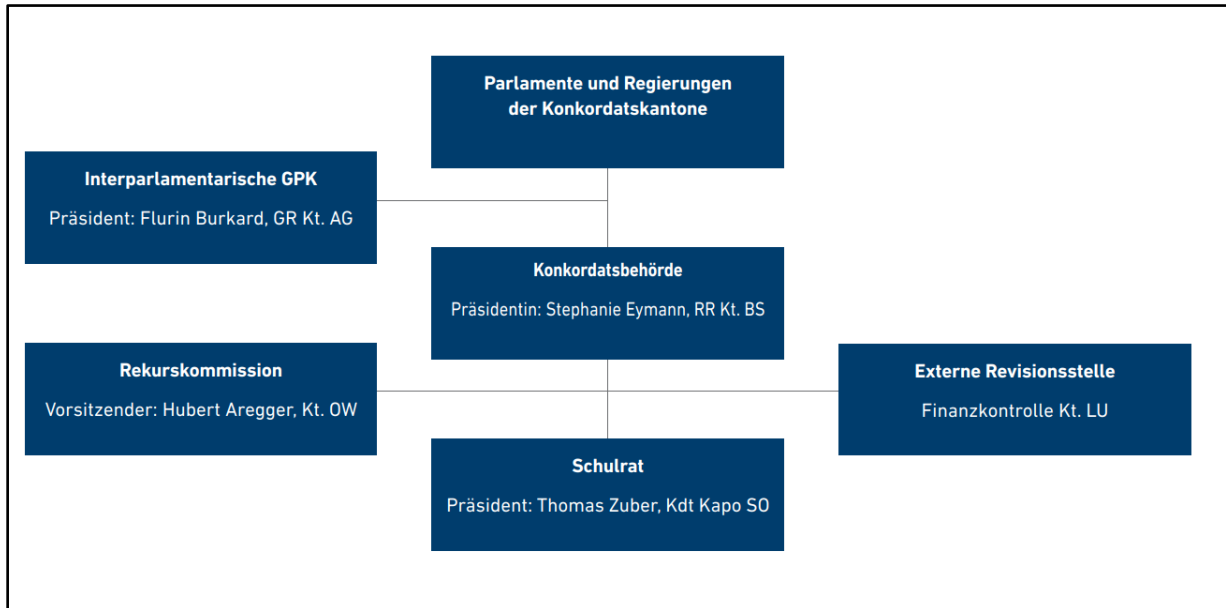 Parlamente und Regierungen
der Konkordatskantone
Interparlamentarische GPK
Präsident: Flurin Burkard, GR Kt. AG
Konkordatsbehörde
Präsidentin: Stephanie Eymann, RR Kt. BS
Rekurskommission
Vorsitzender: Hubert Aregger, Kt. OW
Externe Revisionsstelle
Finanzkontrolle Kt. LU
Schulrat
Präsident: Thomas Zuber, Kdt Kapo SO